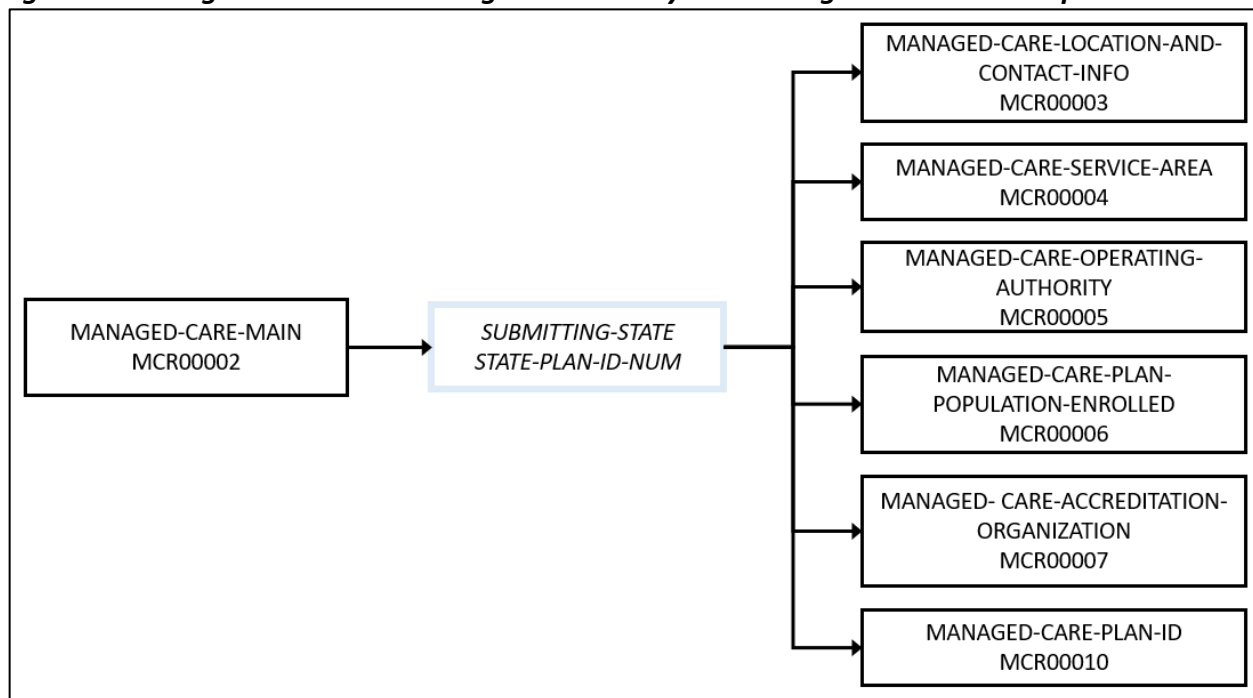 MANAGED-CARE-MAIN
MCR00002
SUBMITTING-STATE
STATE-PLAN-ID-NUM
MANAGED-CARE-LOCATION-AND-
CONTACT-INFO
MCR00003
MANAGED-CARE-SERVICE-AREA
MCR00004
MANAGED-CARE-OPERATING-
AUTHORITY
MCR00005
MANAGED-CARE-PLAN-
POPULATION-ENROLLED
MCR00006
MANAGED- CARE-ACCREDITATION-
ORGANIZATION
MCR00007
MANAGED-CARE-PLAN-ID
MCR00010